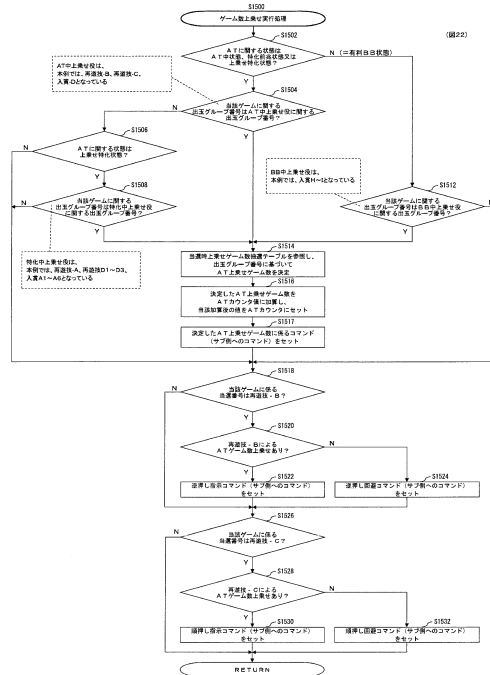 S1500
ゲーム数上乗せ実行処理
(図22)
S1502
ATに関する状態は
AT中状態、特化前兆状態又は
上乗せ特化状態?
N (=有利BB状態)
Y
AT中上乗せ役は、
本例では、再遊技-B、再遊技-C、
入賞-Dとなっている
S1504
当該ゲームに関する
出玉グループ番号はAT中上乗せ役に関する
出玉グループ番号?
N
Y
S1506
ATに関する状態は
上乗せ特化状態?
N
Y
S1508
当該ゲームに関する
出玉グループ番号は特化中上乗せ役
に関する出玉グループ番号?
N
Y
特化中上乗せ役は、
本例では、再遊技-A、再遊技D1~D3、
入賞A1~A6となっている
BB中上乗せ役は、
本例では、入賞H~Iとなっている
S1512
当該ゲームに関する
出玉グループ番号はBB中上乗せ役
に関する出玉グループ番号?
N
Y
S1514
当選時上乗せゲーム数抽選テーブルを参照し、
出玉グループ番号に基づいて
AT上乗せゲーム数を決定
S1516
決定したAT上乗せゲーム数を
ATカウンタ値に加算し、
当該加算後の値をATカウンタにセット
S1517
決定したAT上乗せゲーム数に係るコマンド
(サブ側へのコマンド)をセット
S1518
当該ゲームに係る
当選番号は再遊技-B?
N
Y
S1520
再遊技-Bによる
ATゲーム数上乗せあり?
N
Y
S1522
逆押し指示コマンド(サブ側へのコマンド)
をセット
S1524
逆押し回避コマンド(サブ側へのコマンド)
をセット
S1526
当該ゲームに係る
当選番号は再遊技-C?
N
Y
S1528
再遊技-Cによる
ATゲーム数上乗せあり?
N
Y
S1530
順押し指示コマンド(サブ側へのコマンド)
をセット
S1532
順押し回避コマンド(サブ側へのコマンド)
をセット
RETURN